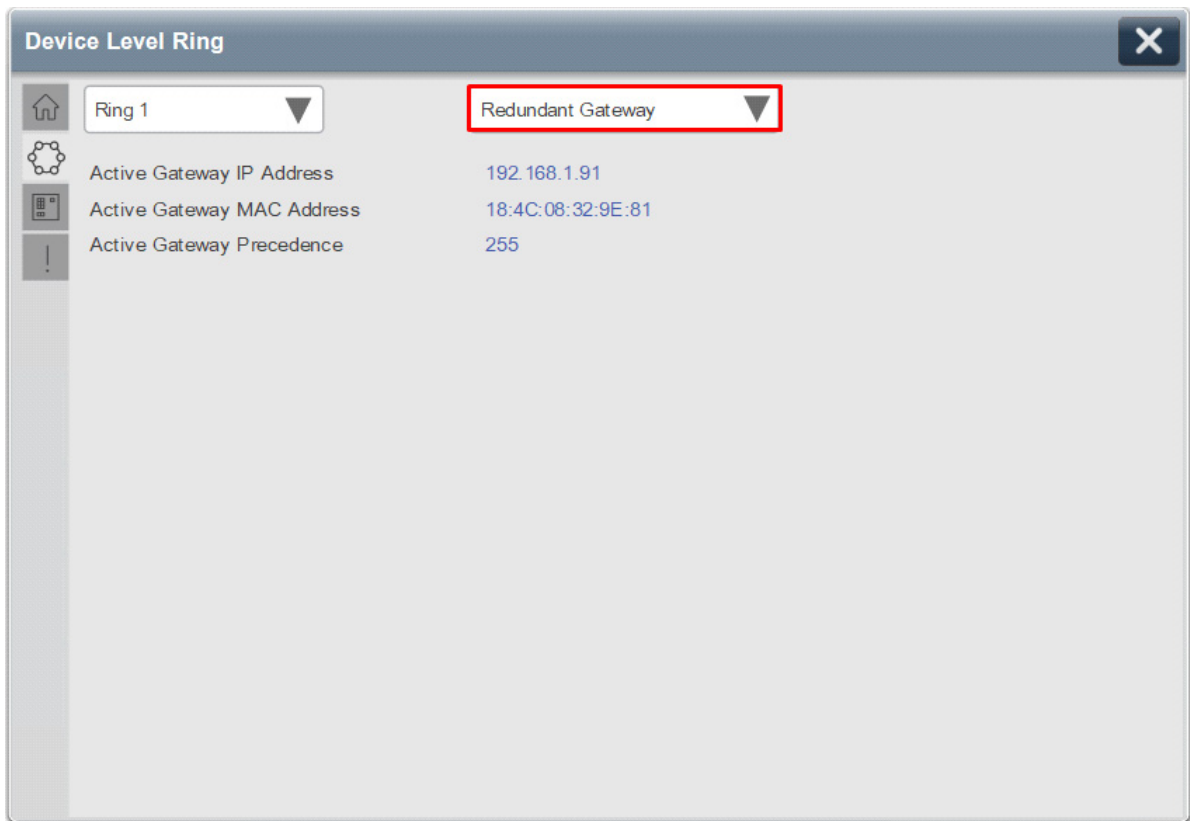 Device Level Ring
Ring 1
Redundant Gateway
Active Gateway IP Address 192.168.1.91
Active Gateway MAC Address 18:4C:08:32:9E:81
Active Gateway Precedence 255